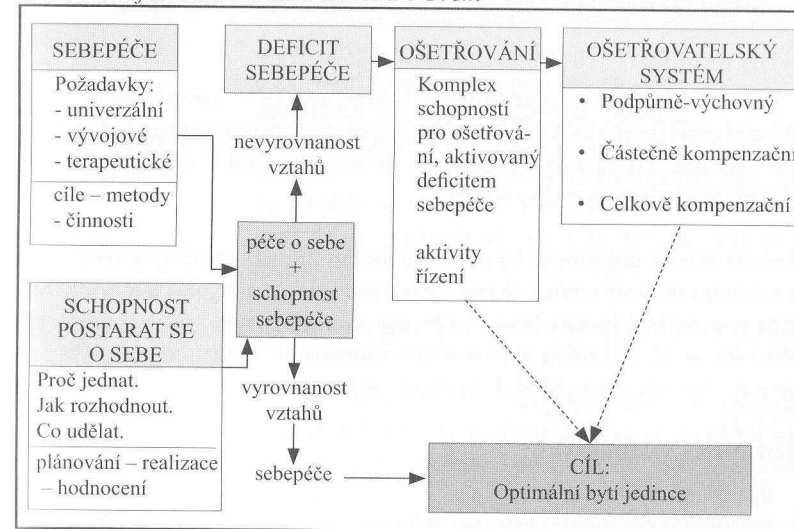 SEBEPÉČE
Požadavky:
- univerzální
- vývojové
- terapeutické
cíle – metody
- činnosti
SCHOPNOST
POSTARAT SE
O SEBE
Proč jednat.
Jak rozhodnout.
Co udělat.
plánování – realizace
– hodnocení
DEFICIT
SEBEPÉČE
nevyrovnanost
vztahů
péče o sebe
+
schopnost
sebepéče
vyrovnanost
vztahů
sebepéče
OŠETŘOVÁNÍ
Komplex
schopností
pro ošetřová-
ní, aktivovaný
deficitem
sebepéče
aktivity
řízení
OŠETŘOVATELSKÝ
SYSTÉM
• Podpůrně-výchovný
• Částečně kompenzační
• Celkově kompenzační
CÍL:
Optimální bytí jedince